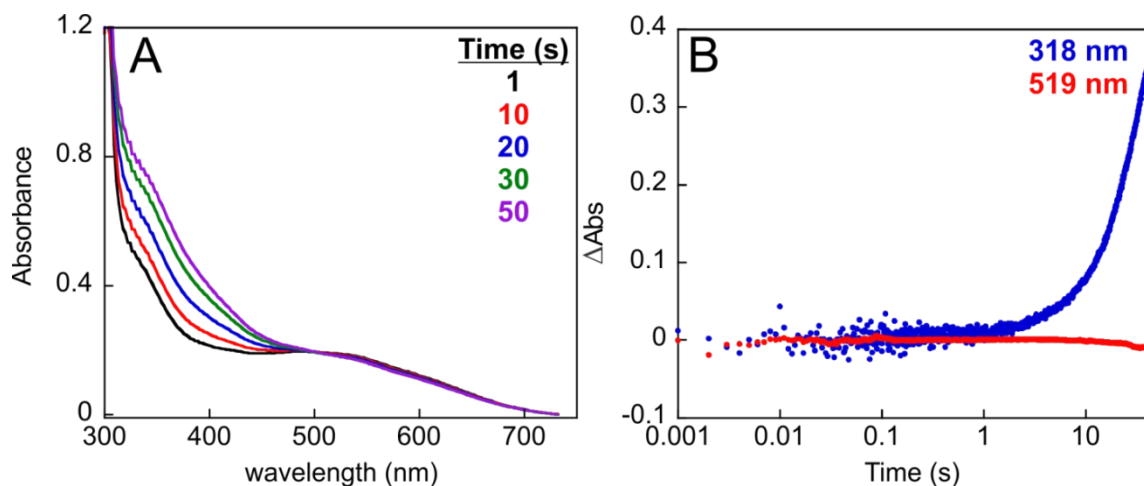 A
Time (s)
1
10
20
30
50
Absorbance
1.2
0.8
0.4
0
300
400
500
600
700
wavelength (nm)
B
318 nm
519 nm
ΔAbs
0.4
0.3
0.2
0.1
0
-0.1
0.001
0.01
0.1
1
10
Time (s)